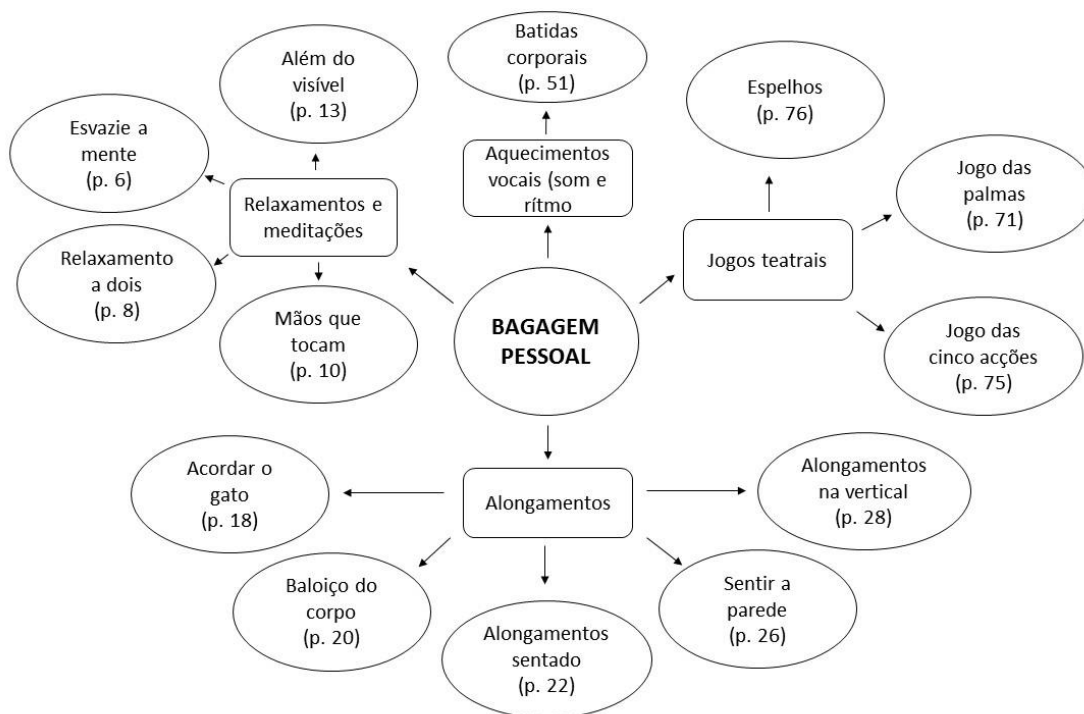 Batidas
corporais
(p. 51)
Além do
visível
(p. 13)
Espelhos
(p. 76)
Esvazie a
mente
(p. 6)
Aquecimentos
vocais (som e
rítmo
Jogo das
palmas
(p. 71)
Relaxamentos e
meditações
Relaxamento
a dois
(p. 8)
Jogos teatrais
Mãos que
tocam
(p. 10)
BAGAGEM
PESSOAL
Jogo das
cinco acções
(p. 75)
Acordar o
gato
(p. 18)
Alongamentos
Alongamentos
na vertical
(p. 28)
Baloiço do
corpo
(p. 20)
Sentir a
parede
(p. 26)
Alongamentos
sentado
(p. 22)